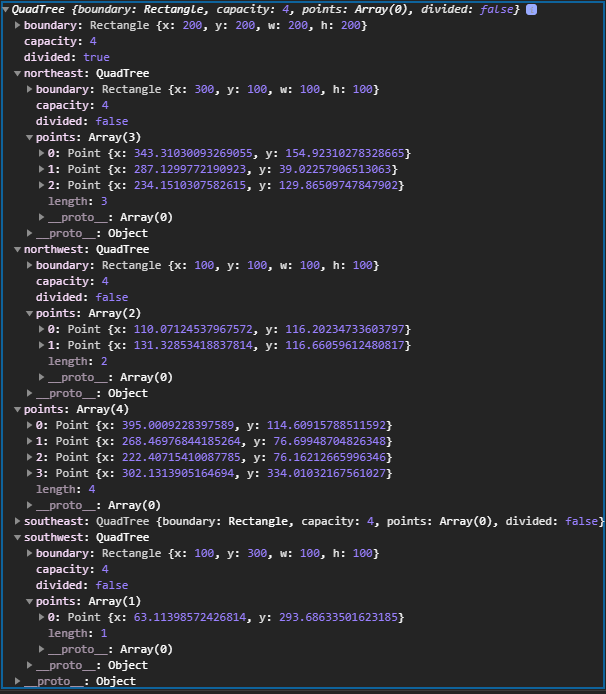 QuadTree {boundary: Rectangle, capacity: 4, points: Array(0), divided: false} i
boundary: Rectangle {x: 200, y: 200, w: 200, h: 200}
capacity: 4
divided: true
northeast: QuadTree
boundary: Rectangle {x: 300, y: 100, w: 100, h: 100}
capacity: 4
divided: false
points: Array(3)
0: Point {x: 343.31030093269055, y: 154.92310278328665}
1: Point {x: 287.1299772190923, y: 39.02257906513063}
2: Point {x: 234.1510307582615, y: 129.86509747847902}
length: 3
__proto__: Array(0)
__proto__: Object
northwest: QuadTree
boundary: Rectangle {x: 100, y: 100, w: 100, h: 100}
capacity: 4
divided: false
points: Array(2)
0: Point {x: 110.07124537967572, y: 116.20234733603797}
1: Point {x: 131.32853418837814, y: 116.66059612480817}
length: 2
__proto__: Array(0)
__proto__: Object
points: Array(4)
0: Point {x: 395.0009228397589, y: 114.60915788511592}
1: Point {x: 268.46976844185264, y: 76.69948704826348}
2: Point {x: 222.40715410087785, y: 76.16212665996346}
3: Point {x: 302.1313905164694, y: 334.01032167561027}
length: 4
__proto__: Array(0)
southeast: QuadTree {boundary: Rectangle, capacity: 4, points: Array(0), divided: false}
southwest: QuadTree
boundary: Rectangle {x: 100, y: 300, w: 100, h: 100}
capacity: 4
divided: false
points: Array(1)
0: Point {x: 63.11398572426814, y: 293.68633501623185}
length: 1
__proto__: Array(0)
__proto__: Object
__proto__: Object